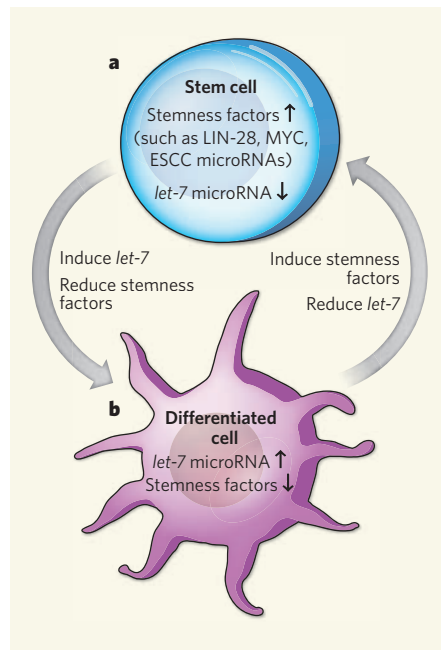 a
Stem cell
Stemness factors ↑
(such as LIN-28, MYC,
ESCC microRNAs)
let-7 microRNA ↓
Induce let-7
Reduce stemness
factors
Induce stemness
factors
Reduce let-7
b
Differentiated
cell
let-7 microRNA ↑
Stemness factors ↓